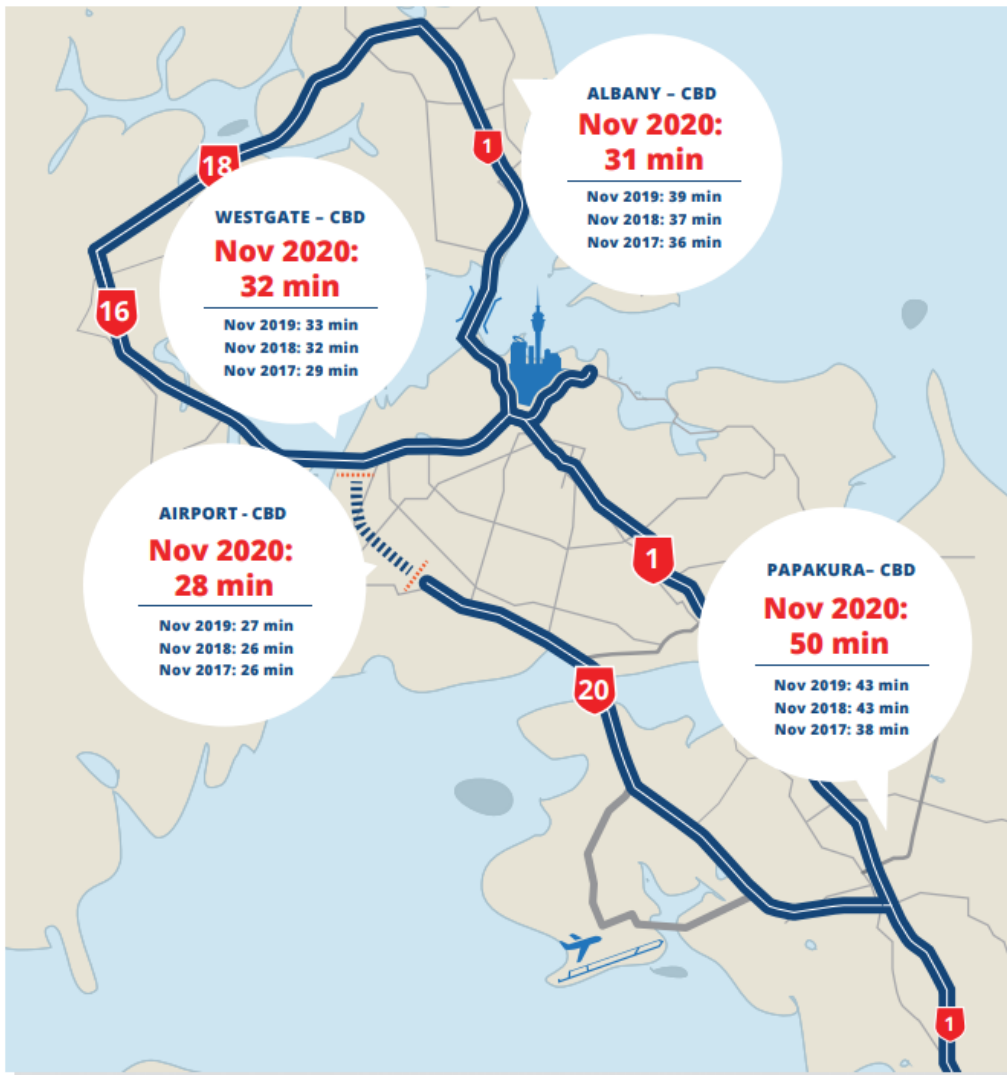 ALBANY – CBD
Nov 2020:
31 min
Nov 2019: 39 min
Nov 2018: 37 min
Nov 2017: 36 min
1
18
WESTGATE – CBD
Nov 2020:
32 min
Nov 2019: 33 min
Nov 2018: 32 min
Nov 2017: 29 min
16
AIRPORT - CBD
Nov 2020:
28 min
Nov 2019: 27 min
Nov 2018: 26 min
Nov 2017: 26 min
1
PAPAKURA– CBD
Nov 2020:
50 min
Nov 2019: 43 min
Nov 2018: 43 min
Nov 2017: 38 min
20
1